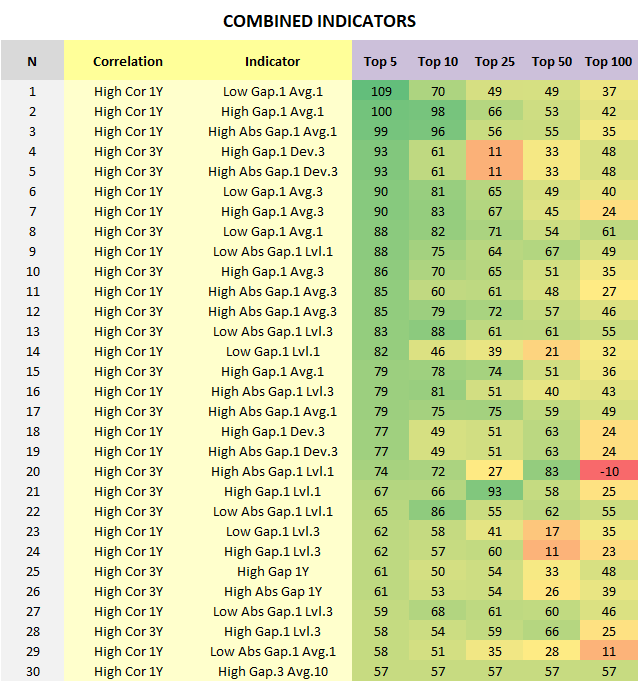 COMBINED INDICATORS
N Correlation Indicator Top 5 Top 10 Top 25 Top 50 Top 100
1 High Cor 1Y Low Gap.1 Avg.1 109 70 49 49 37
2 High Cor 1Y High Gap.1 Avg.1 100 98 66 53 42
3 High Cor 1Y High Abs Gap.1 Avg.1 99 96 56 55 35
4 High Cor 3Y High Gap.1 Dev.3 93 61 11 33 48
5 High Cor 3Y High Abs Gap.1 Dev.3 93 61 11 33 48
6 High Cor 1Y Low Gap.1 Avg.3 90 81 65 49 40
7 High Cor 1Y High Gap.1 Avg.3 90 83 67 45 24
8 High Cor 3Y Low Gap.1 Avg.1 88 82 71 54 61
9 High Cor 1Y Low Abs Gap.1 Lvl.1 88 75 64 67 49
10 High Cor 3Y High Gap.1 Avg.3 86 70 65 51 35
11 High Cor 1Y High Abs Gap.1 Avg.3 85 60 61 48 27
12 High Cor 3Y High Abs Gap.1 Avg.3 85 79 72 57 46
13 High Cor 3Y Low Abs Gap.1 Lvl.3 83 88 61 61 55
14 High Cor 1Y Low Gap.1 Lvl.1 82 46 39 21 32
15 High Cor 3Y High Gap.1 Avg.1 79 78 74 51 36
16 High Cor 1Y High Abs Gap.1 Lvl.3 79 81 51 40 43
17 High Cor 3Y High Abs Gap.1 Avg.1 79 75 75 59 49
18 High Cor 1Y High Gap.1 Dev.3 77 49 51 63 24
19 High Cor 1Y High Abs Gap.1 Dev.3 77 49 51 63 24
20 High Cor 3Y High Abs Gap.1 Lvl.1 74 72 27 83 -10
21 High Cor 3Y High Gap.1 Lvl.1 67 66 93 58 25
22 High Cor 3Y Low Abs Gap.1 Lvl.1 65 86 55 62 55
23 High Cor 1Y Low Gap.1 Lvl.3 62 58 41 17 35
24 High Cor 1Y High Gap.1 Lvl.3 62 57 60 11 23
25 High Cor 3Y High Gap 1Y 61 50 54 33 48
26 High Cor 3Y High Abs Gap 1Y 61 53 54 26 39
27 High Cor 1Y Low Abs Gap.1 Lvl.3 59 68 61 60 46
28 High Cor 3Y High Gap.1 Lvl.3 58 54 59 66 25
29 High Cor 1Y Low Abs Gap.1 Avg.1 58 51 35 28 11
30 High Cor 1Y High Gap.3 Avg.10 57 57 57 57 57